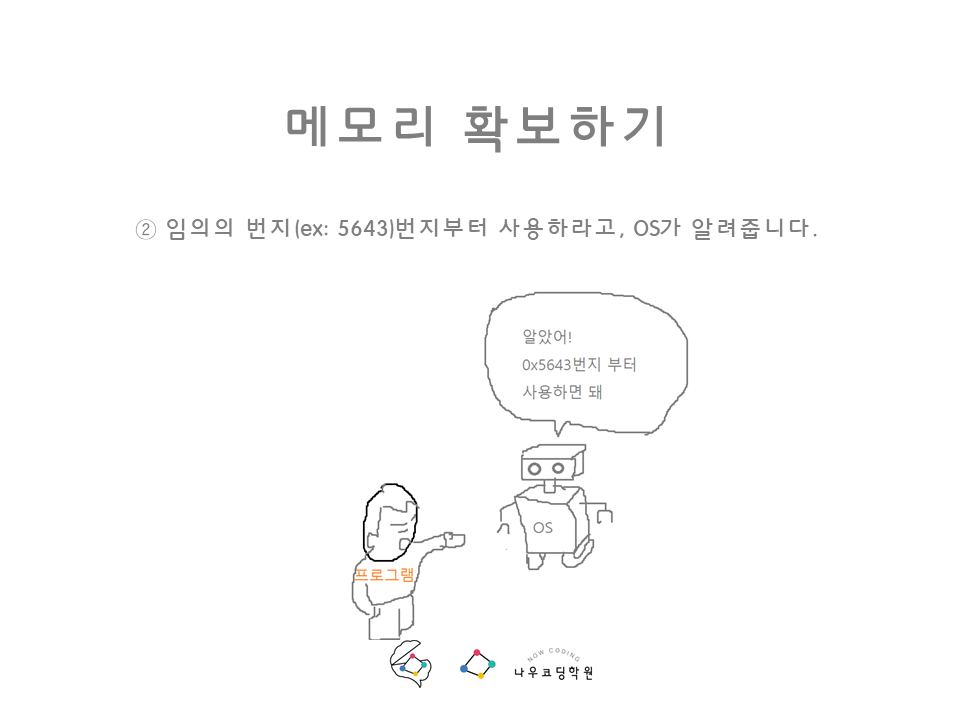 메모리 확보하기
② 임의의 번지(ex: 5643)번지부터 사용하라고, OS가 알려줍니다.
알았어!
0x5643번지 부터
사용하면 돼
OS
프로그램
NOW CODING
나우코딩학원